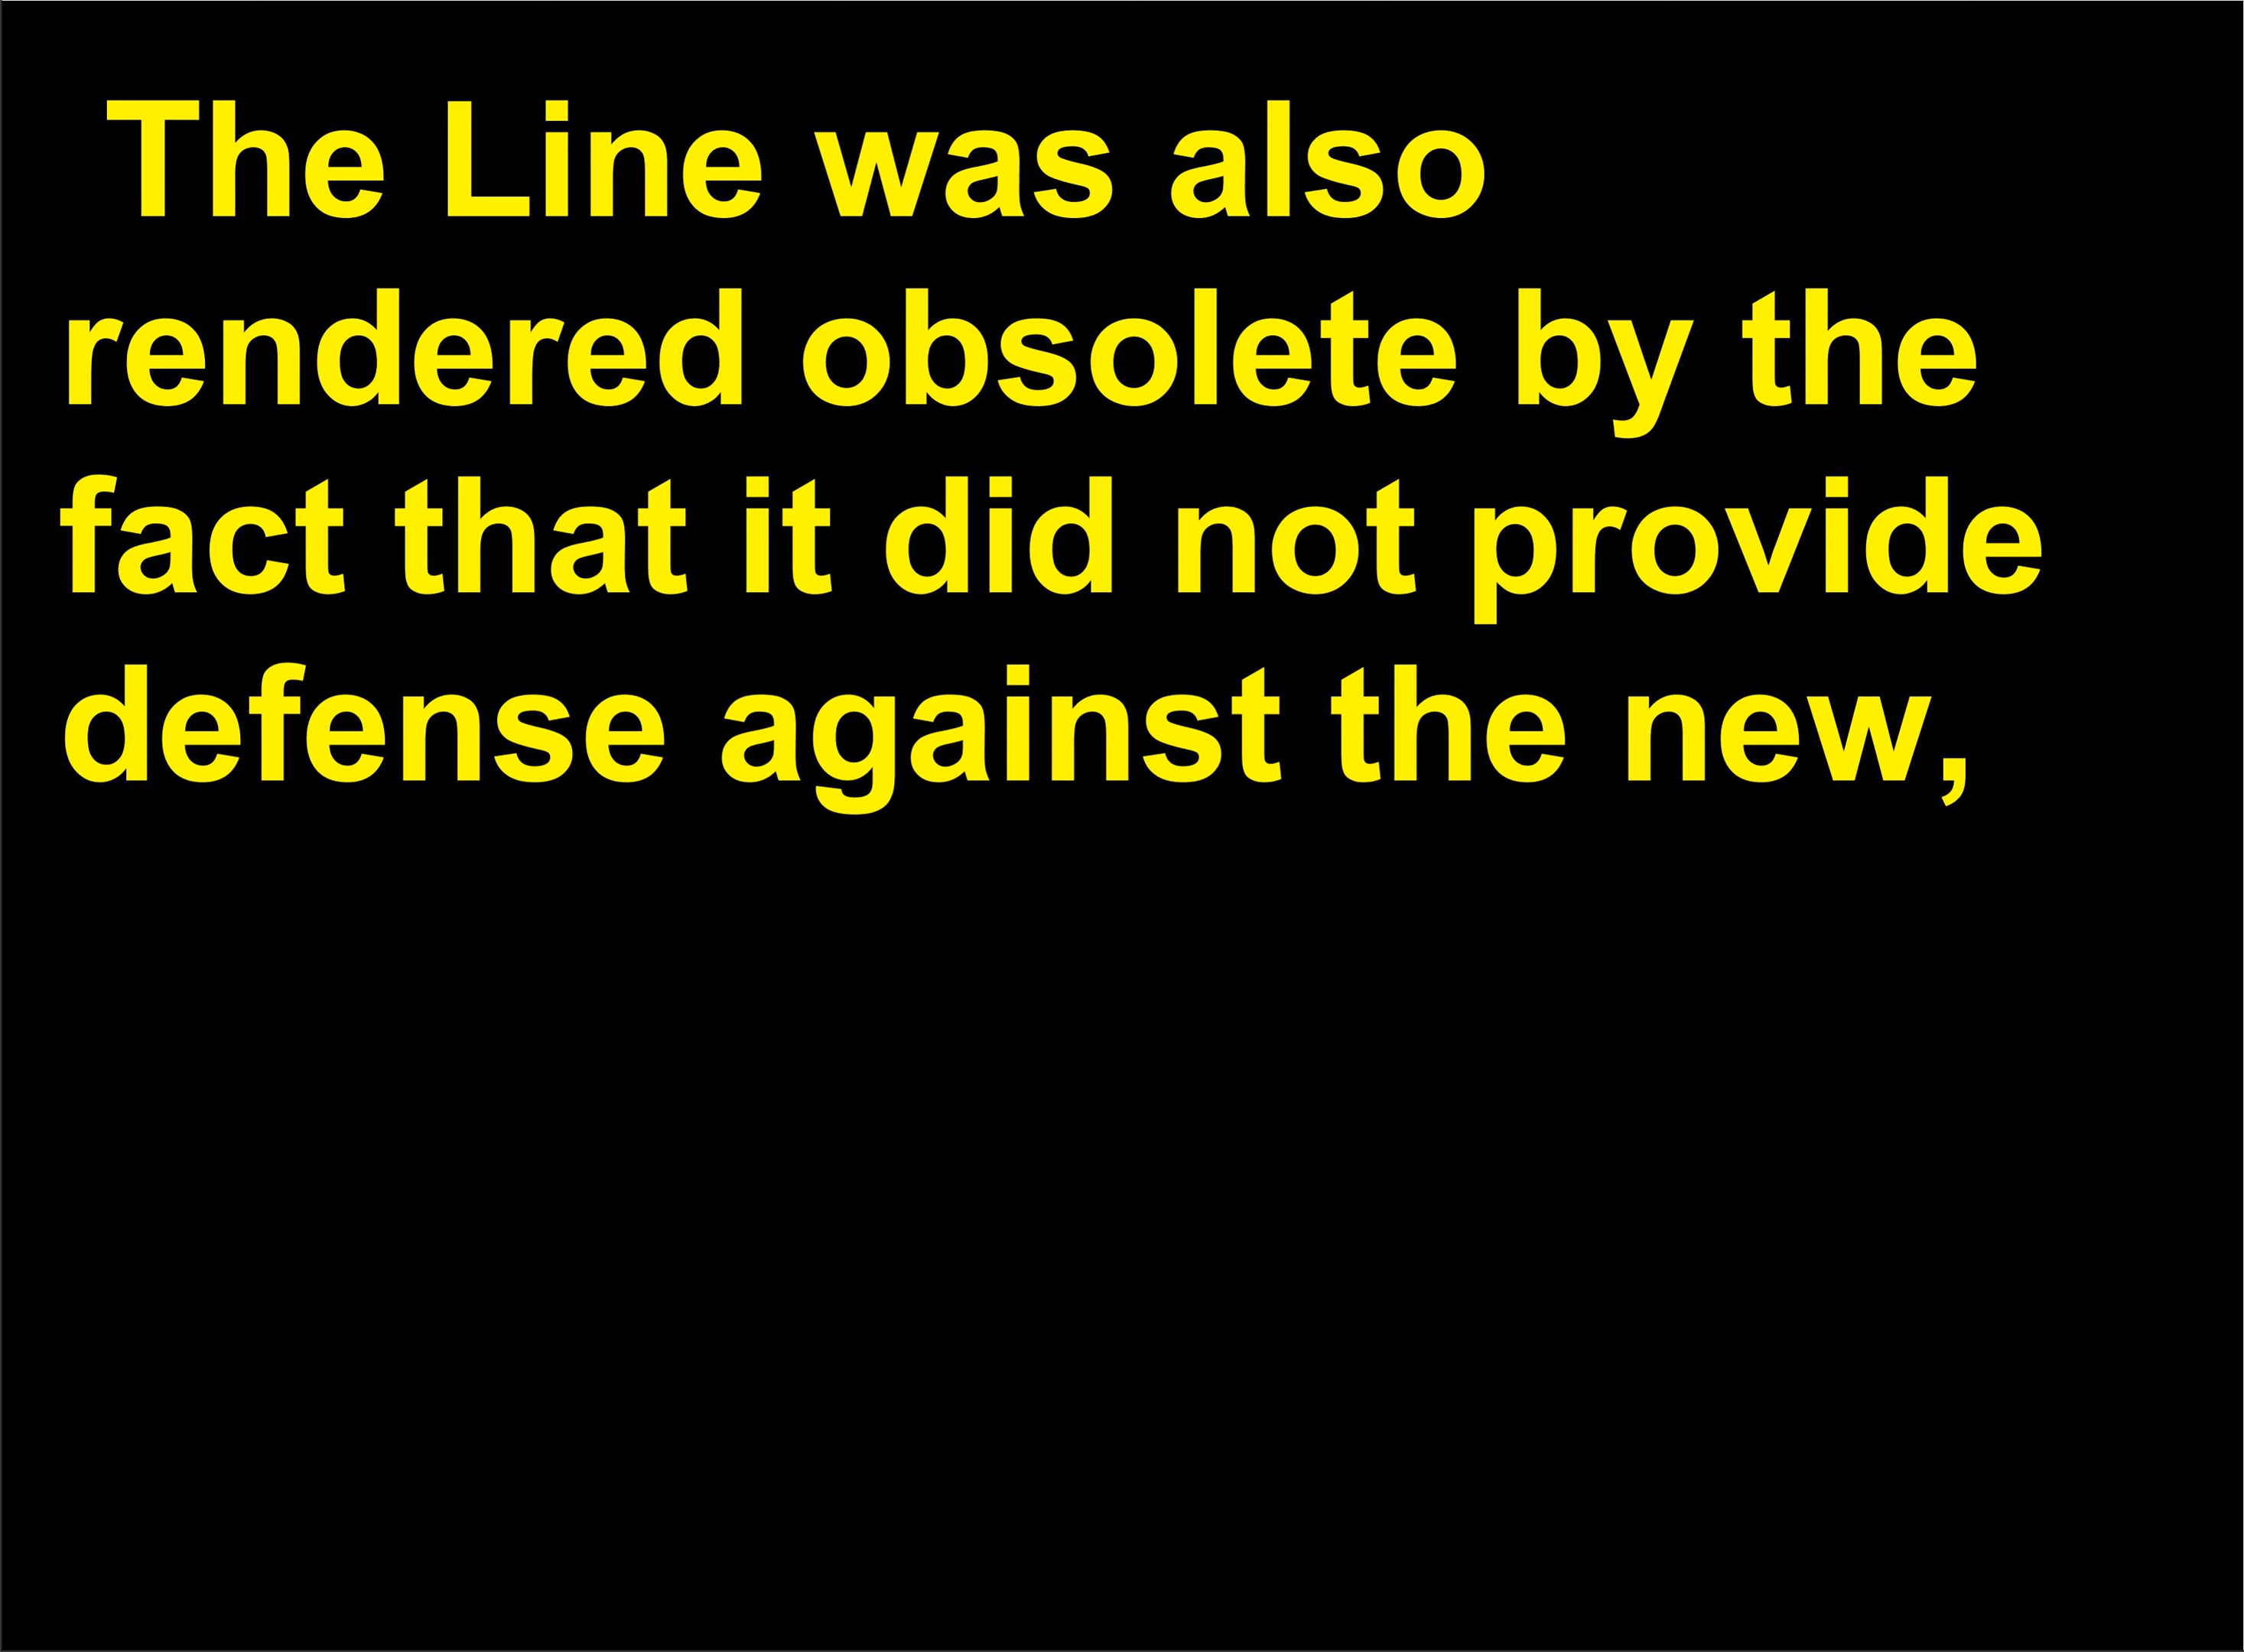 The Line was also
rendered obsolete by the
fact that it did not provide
defense against the new,